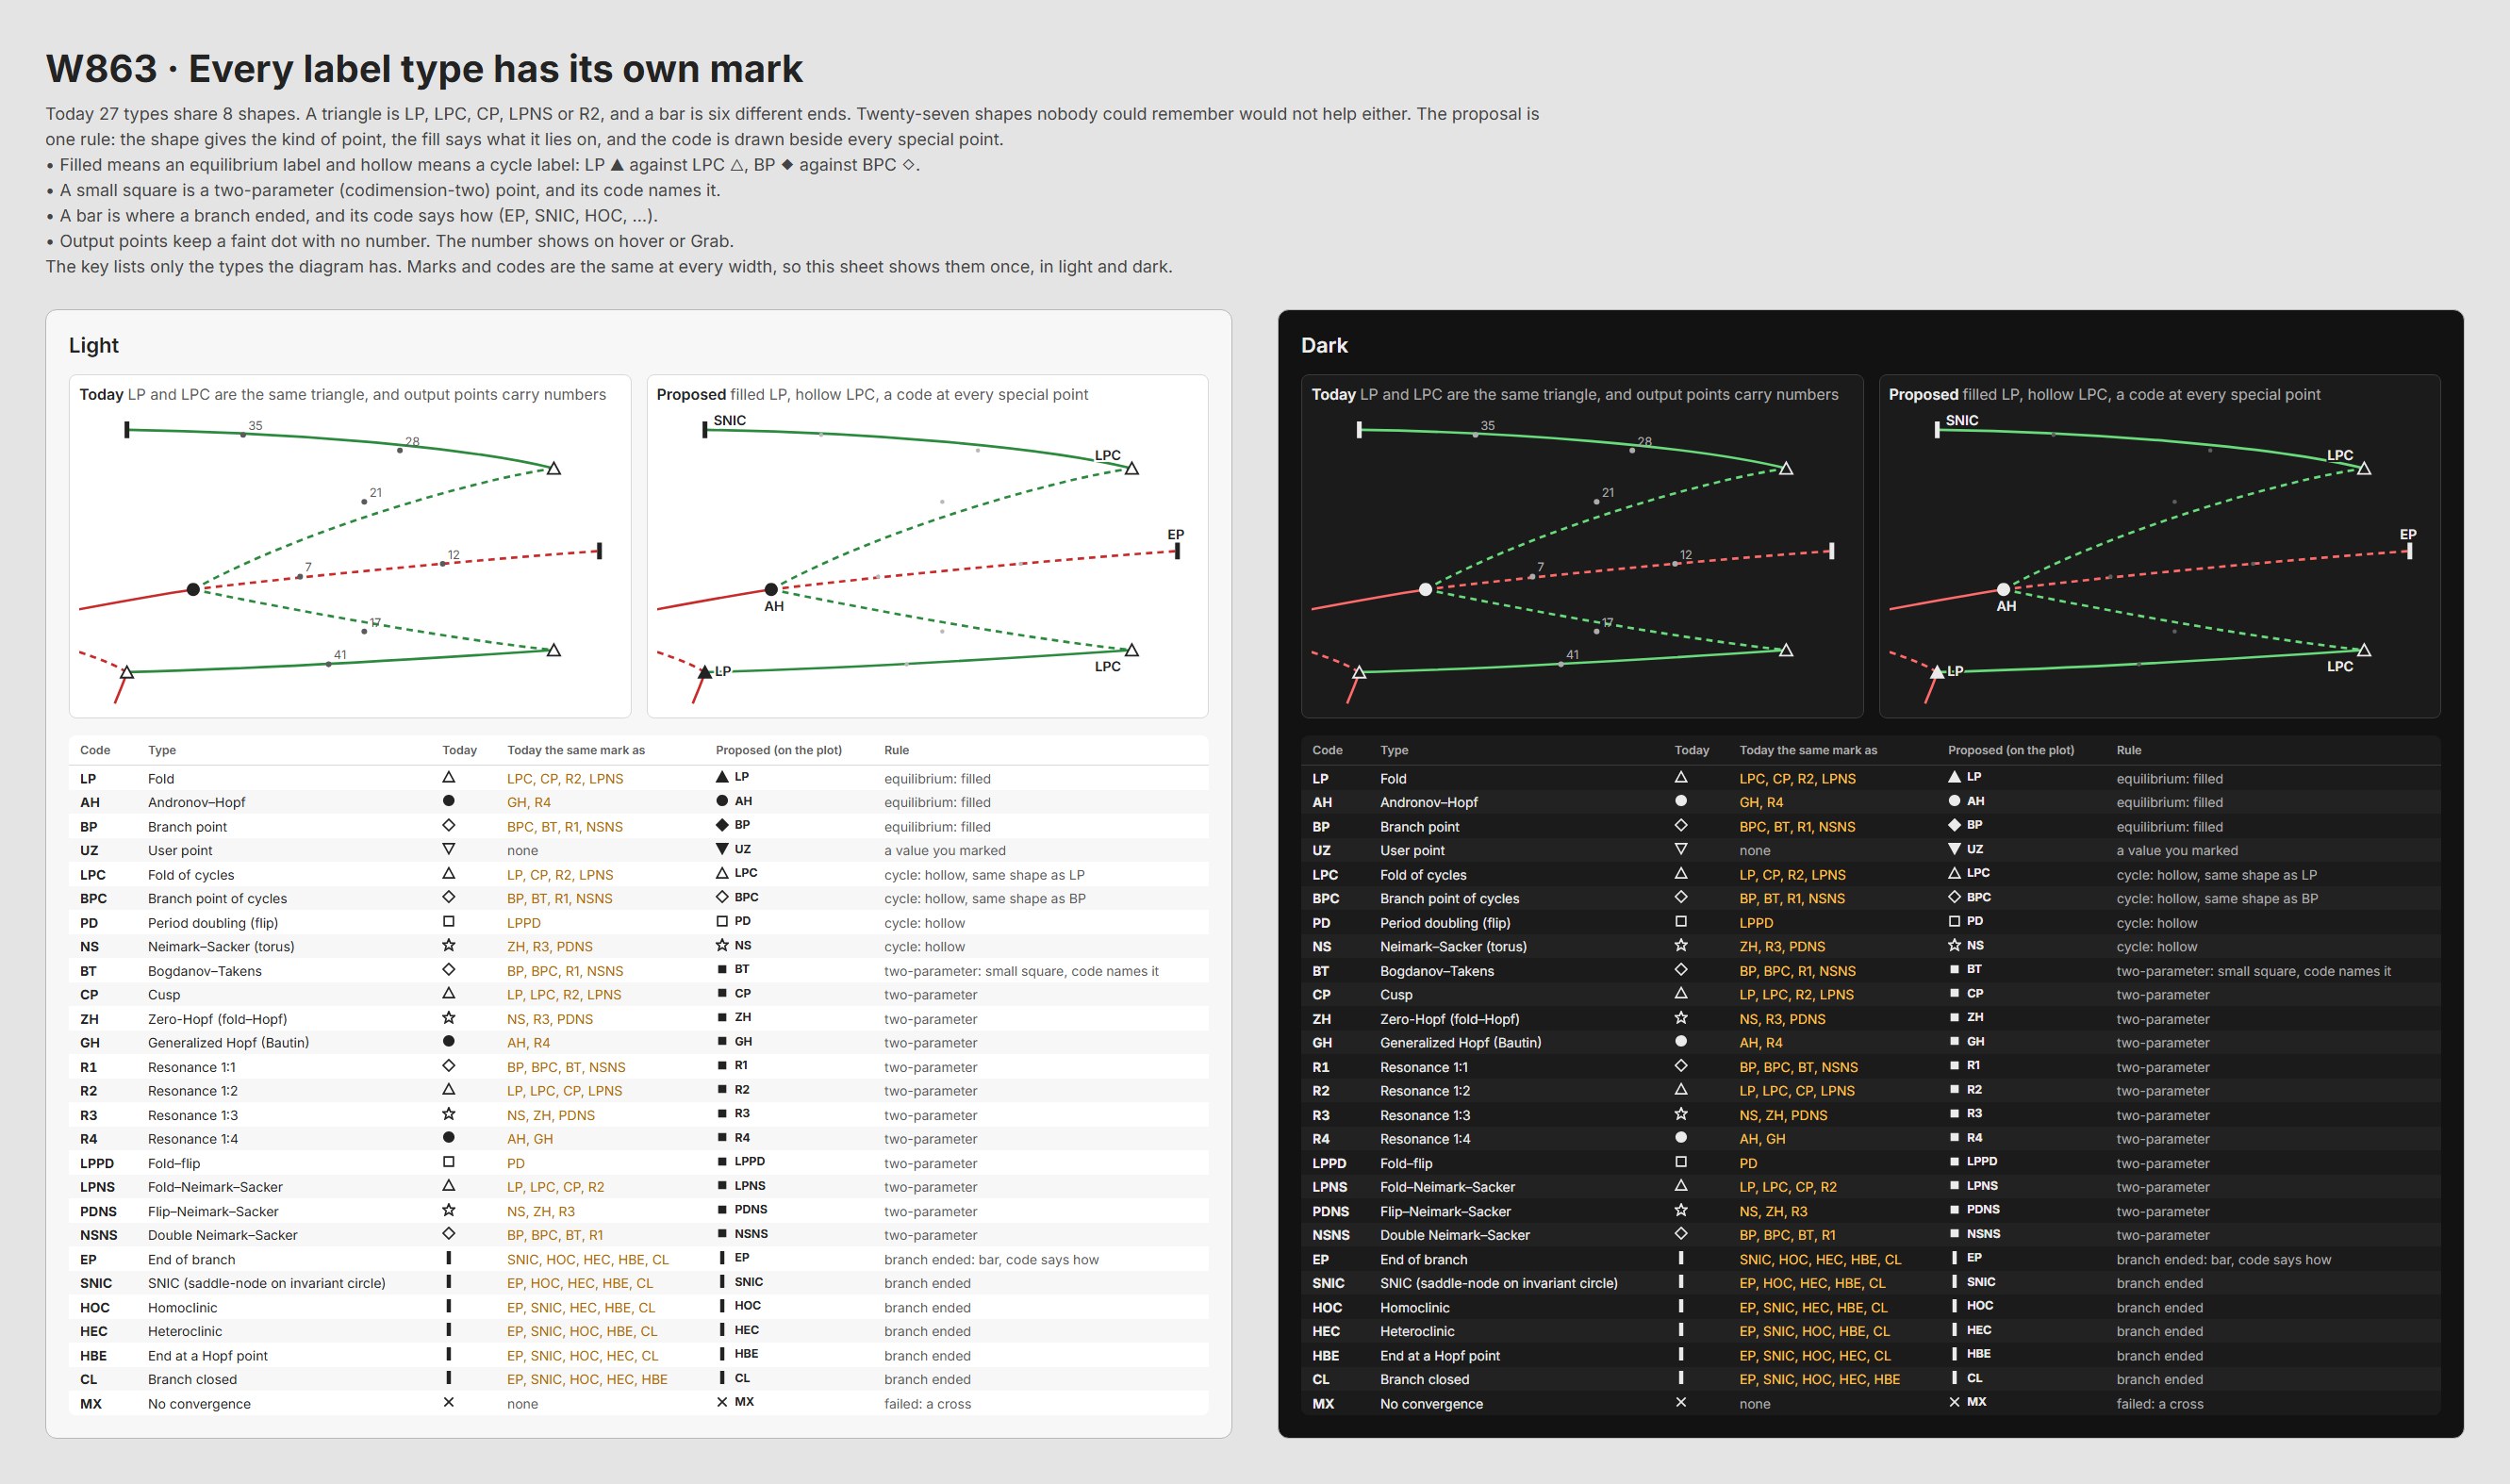 W863 · Every label type has its own mark
Today 27 types share 8 shapes. A triangle is LP, LPC, CP, LPNS or R2, and a bar is six different ends. Twenty-seven shapes nobody could remember would not help either. The proposal is
one rule: the shape gives the kind of point, the fill says what it lies on, and the code is drawn beside every special point.
• Filled means an equilibrium label and hollow means a cycle label: LP ▲ against LPC △, BP ◆ against BPC ◇.
• A small square is a two-parameter (codimension-two) point, and its code names it.
• A bar is where a branch ended, and its code says how (EP, SNIC, HOC, …).
• Output points keep a faint dot with no number. The number shows on hover or Grab.
The key lists only the types the diagram has. Marks and codes are the same at every width, so this sheet shows them once, in light and dark.
Light
Today LP and LPC are the same triangle, and output points carry numbers
35
28
21
12
7
17
41
Proposed filled LP, hollow LPC, a code at every special point
SNIC
LPC
EP
AH
LPC
LP
Code Type Today Today the same mark as Proposed (on the plot) Rule
LP Fold △ LPC, CP, R2, LPNS ▲ LP equilibrium: filled
AH Andronov–Hopf ● GH, R4 ● AH equilibrium: filled
BP Branch point ◇ BPC, BT, R1, NSNS ◆ BP equilibrium: filled
UZ User point ▽ none ▼ UZ a value you marked
LPC Fold of cycles △ LP, CP, R2, LPNS △ LPC cycle: hollow, same shape as LP
BPC Branch point of cycles ◇ BP, BT, R1, NSNS ◇ BPC cycle: hollow, same shape as BP
PD Period doubling (flip) □ LPPD □ PD cycle: hollow
NS Neimark–Sacker (torus) ☆ ZH, R3, PDNS ☆ NS cycle: hollow
BT Bogdanov–Takens ◇ BP, BPC, R1, NSNS ■ BT two-parameter: small square, code names it
CP Cusp △ LP, LPC, R2, LPNS ■ CP two-parameter
ZH Zero-Hopf (fold–Hopf) ☆ NS, R3, PDNS ■ ZH two-parameter
GH Generalized Hopf (Bautin) ● AH, R4 ■ GH two-parameter
R1 Resonance 1:1 ◇ BP, BPC, BT, NSNS ■ R1 two-parameter
R2 Resonance 1:2 △ LP, LPC, CP, LPNS ■ R2 two-parameter
R3 Resonance 1:3 ☆ NS, ZH, PDNS ■ R3 two-parameter
R4 Resonance 1:4 ● AH, GH ■ R4 two-parameter
LPPD Fold–flip □ PD ■ LPPD two-parameter
LPNS Fold–Neimark–Sacker △ LP, LPC, CP, R2 ■ LPNS two-parameter
PDNS Flip–Neimark–Sacker ☆ NS, ZH, R3 ■ PDNS two-parameter
NSNS Double Neimark–Sacker ◇ BP, BPC, BT, R1 ■ NSNS two-parameter
EP End of branch ❙ SNIC, HOC, HEC, HBE, CL ❙ EP branch ended: bar, code says how
SNIC SNIC (saddle-node on invariant circle) ❙ EP, HOC, HEC, HBE, CL ❙ SNIC branch ended
HOC Homoclinic ❙ EP, SNIC, HEC, HBE, CL ❙ HOC branch ended
HEC Heteroclinic ❙ EP, SNIC, HOC, HBE, CL ❙ HEC branch ended
HBE End at a Hopf point ❙ EP, SNIC, HOC, HEC, CL ❙ HBE branch ended
CL Branch closed ❙ EP, SNIC, HOC, HEC, HBE ❙ CL branch ended
MX No convergence ✕ none ✕ MX failed: a cross
Dark
Today LP and LPC are the same triangle, and output points carry numbers
35
28
21
12
7
17
41
Proposed filled LP, hollow LPC, a code at every special point
SNIC
LPC
EP
AH
LPC
LP
Code Type Today Today the same mark as Proposed (on the plot) Rule
LP Fold △ LPC, CP, R2, LPNS ▲ LP equilibrium: filled
AH Andronov–Hopf ● GH, R4 ● AH equilibrium: filled
BP Branch point ◇ BPC, BT, R1, NSNS ◆ BP equilibrium: filled
UZ User point ▽ none ▼ UZ a value you marked
LPC Fold of cycles △ LP, CP, R2, LPNS △ LPC cycle: hollow, same shape as LP
BPC Branch point of cycles ◇ BP, BT, R1, NSNS ◇ BPC cycle: hollow, same shape as BP
PD Period doubling (flip) □ LPPD □ PD cycle: hollow
NS Neimark–Sacker (torus) ☆ ZH, R3, PDNS ☆ NS cycle: hollow
BT Bogdanov–Takens ◇ BP, BPC, R1, NSNS ■ BT two-parameter: small square, code names it
CP Cusp △ LP, LPC, R2, LPNS ■ CP two-parameter
ZH Zero-Hopf (fold–Hopf) ☆ NS, R3, PDNS ■ ZH two-parameter
GH Generalized Hopf (Bautin) ● AH, R4 ■ GH two-parameter
R1 Resonance 1:1 ◇ BP, BPC, BT, NSNS ■ R1 two-parameter
R2 Resonance 1:2 △ LP, LPC, CP, LPNS ■ R2 two-parameter
R3 Resonance 1:3 ☆ NS, ZH, PDNS ■ R3 two-parameter
R4 Resonance 1:4 ● AH, GH ■ R4 two-parameter
LPPD Fold–flip □ PD ■ LPPD two-parameter
LPNS Fold–Neimark–Sacker △ LP, LPC, CP, R2 ■ LPNS two-parameter
PDNS Flip–Neimark–Sacker ☆ NS, ZH, R3 ■ PDNS two-parameter
NSNS Double Neimark–Sacker ◇ BP, BPC, BT, R1 ■ NSNS two-parameter
EP End of branch ❙ SNIC, HOC, HEC, HBE, CL ❙ EP branch ended: bar, code says how
SNIC SNIC (saddle-node on invariant circle) ❙ EP, HOC, HEC, HBE, CL ❙ SNIC branch ended
HOC Homoclinic ❙ EP, SNIC, HEC, HBE, CL ❙ HOC branch ended
HEC Heteroclinic ❙ EP, SNIC, HOC, HBE, CL ❙ HEC branch ended
HBE End at a Hopf point ❙ EP, SNIC, HOC, HEC, CL ❙ HBE branch ended
CL Branch closed ❙ EP, SNIC, HOC, HEC, HBE ❙ CL branch ended
MX No convergence ✕ none ✕ MX failed: a cross